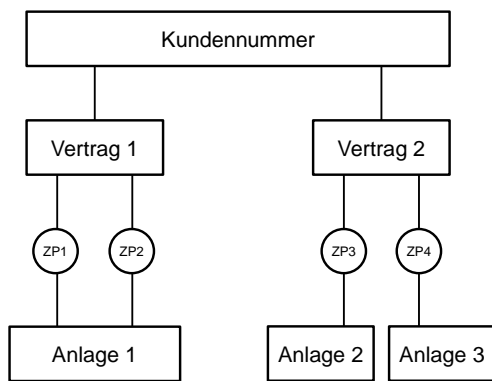 Kundennummer
Vertrag 1
Vertrag 2
ZP1
ZP2
ZP3
ZP4
Anlage 1
Anlage 2
Anlage 3